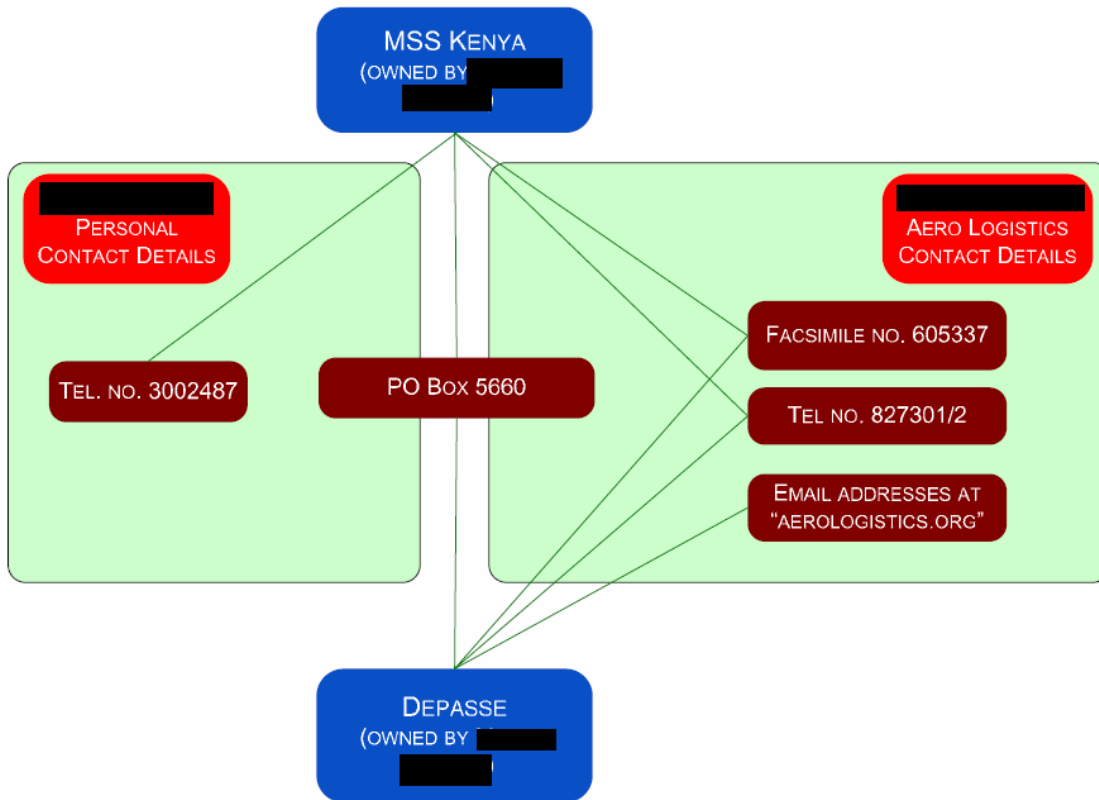 MSS KENYA
(OWNED BY
)
PERSONAL
CONTACT DETAILS
AERO LOGISTICS
CONTACT DETAILS
FACSIMILE NO. 605337
TEL. NO. 3002487
PO BOX 5660
TEL NO. 827301/2
EMAIL ADDRESSES AT
“AEROLOGISTICS.ORG”
DEPASSE
(OWNED BY
)